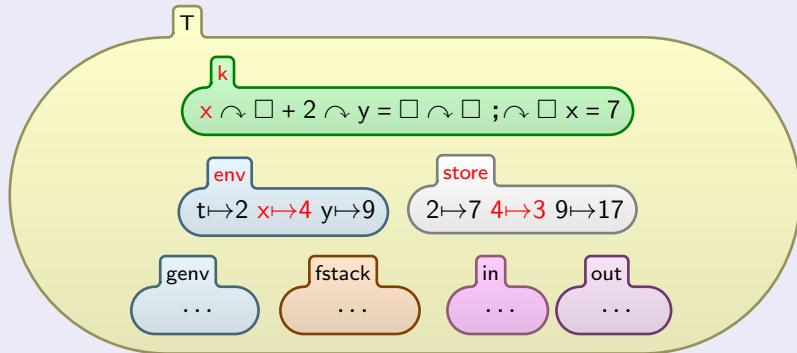 T
k
x ↷ □ + 2 ↷ y = □ ↷ □ ; ↷ □ x = 7
env
store
t↦2 x↦4 y↦9
2↦7 4↦3 9↦17
genv
fstack
in
out
...
...
...
...